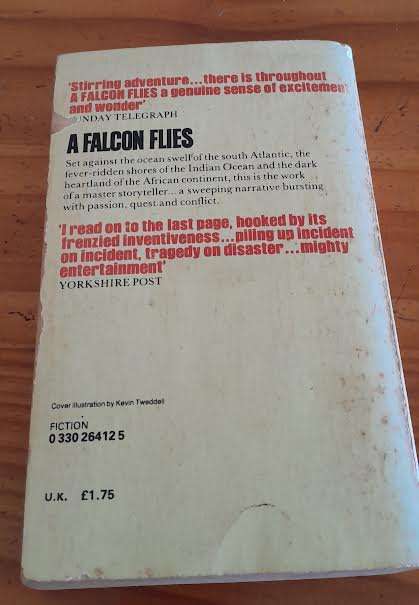 'Stirring adventure...there is throughout
A FALCON FLIES a genuine sense of excitement
and wonder'
SUNDAY TELEGRAPH
A FALCON FLIES
Set against the ocean swell of the south Atlantic, the
fever-ridden shores of the Indian Ocean and the dark
heartland of the African continent, this is the work
of a master storyteller... a sweeping narrative bursting
with passion, quest and conflict.
'I read on to the last page, hooked by its
frenzied inventiveness...piling up incident
on incident, tragedy on disaster...mighty
entertainment'
YORKSHIRE POST
Cover illustration by Kevin Tweddell
FICTION
0 330 26412 5
U.K. £1.75